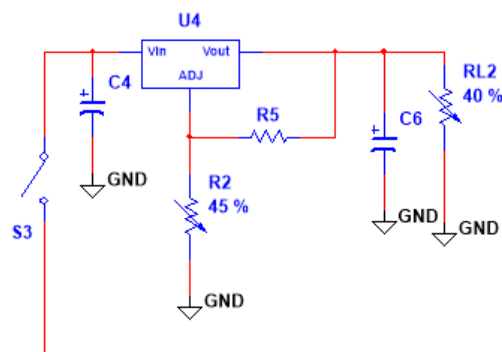 U4
Vin
Vout
ADJ
C4
+
GND
S3
R5
R2
45 %
GND
C6
+
GND
RL2
40 %
GND